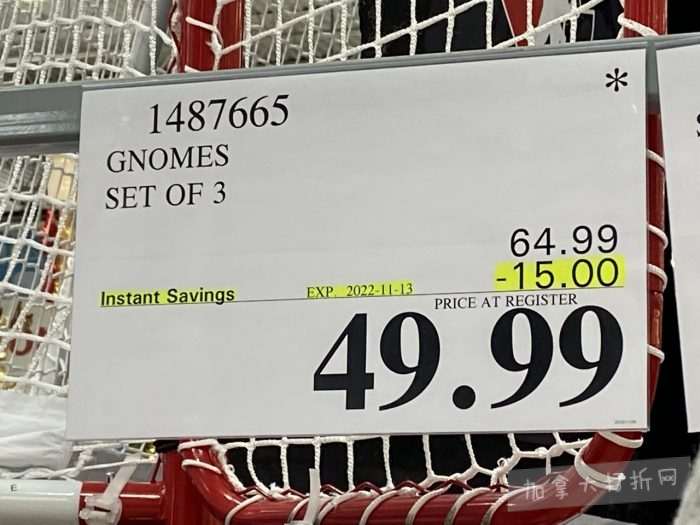 *
1487665
GNOMES
SET OF 3
64.99
Instant Savings EXP. 2022-11-13 -15.00
PRICE AT REGISTER
49.99
E
加拿大打折网